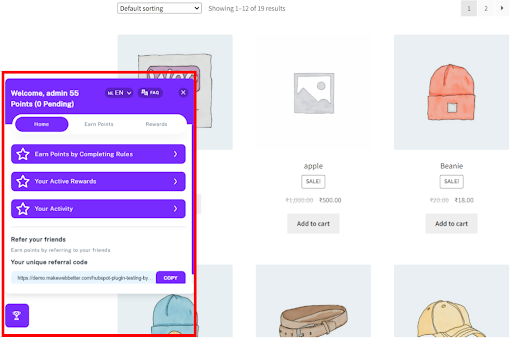 Default sorting
Showing 1–12 of 19 results
1 2
Welcome, admin 55
Points (0 Pending)
EN
FAQ
Home Earn Points Rewards
Earn Points by Completing Rules
Your Active Rewards
Your Activity
Refer your friends
Earn points by referring to your friends
Your unique referral code
https://demo.makewebbetter.com/hubspot-plugin-testing-by...
COPY
apple
SALE!
₹1,000.00 ₹500.00
Add to cart
Beanie
SALE!
₹20.00 ₹18.00
Add to cart